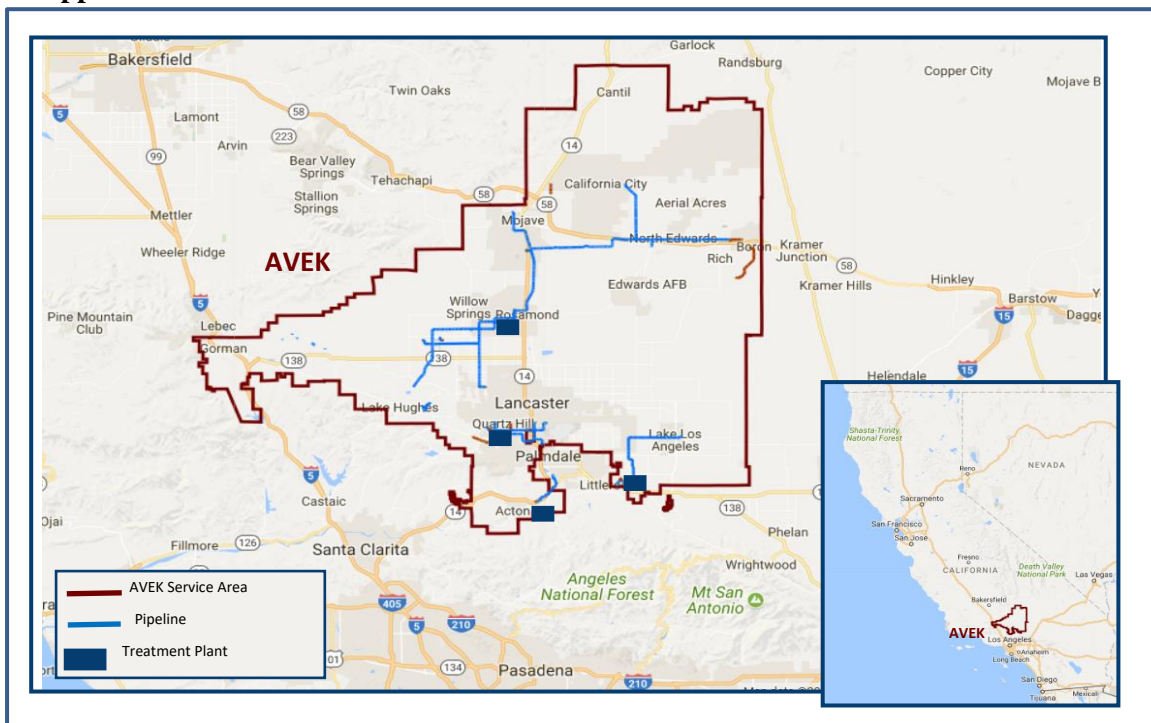 Garlock
Randsburg
Bakersfield
Copper City
Mojave B
Twin Oaks
Cantil
58
5
Lamont
58
14
99
Arvin
223
Bear Valley
Springs
Tehachapi
58
California City
Stallion
Springs
58
Aerial Acres
Mettler
Mojave
Wheeler Ridge
North Edwards
Boron
Kramer
Junction
Rich
AVEK
58
Edwards AFB
Kramer Hills
Hinkley
Barstow
Dagge
Willow
Springs
Rosamond
15
5
Pine Mountain
Club
Lebec
Gorman
138
138
14
Helendale
15
Lake Hughes
Lancaster
Quartz Hill
Lake Los
Angeles
Palmdale
5
Littler
Castaic
Acton
14
138
Phelan
Ojai
Fillmore
126
Santa Clarita
Wrightwood
Angeles
National Forest
Mt San
Antonio
405
5
210
210
134
Pasadena
101
AVEK Service Area
Pipeline
Treatment Plant
Shasta-Trinity
National Forest
Reno
NEVADA
Sacramento
San Francisco
San Jose
Fresno
CALIFORNIA
Death Valley
National Park
Las Vegas
Bakersfield
AVEK
Los Angeles
Anaheim
Long Beach
San Diego
Tijuana
Mexicali